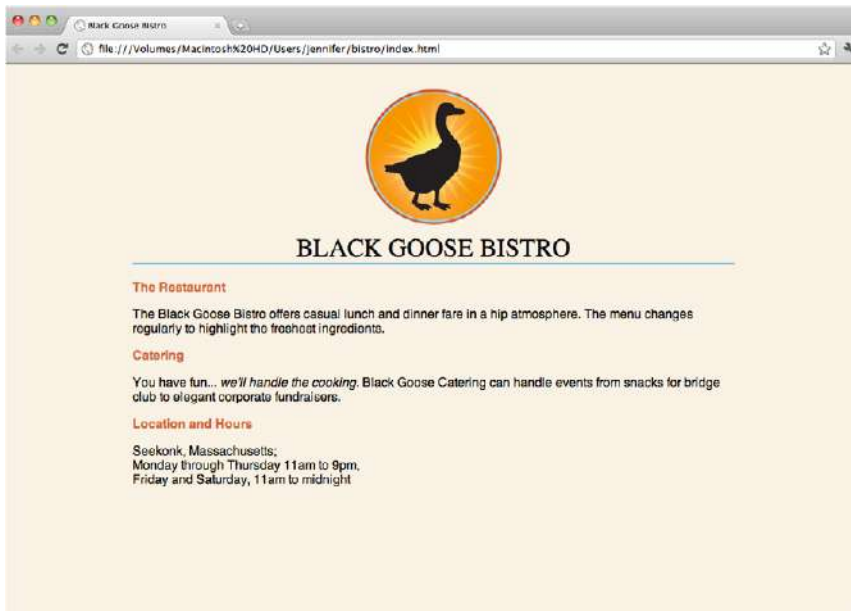 Black Goose Bistro
file:///Volumes/Macintosh%20HD/Users/jennifer/bistro/index.html
BLACK GOOSE BISTRO
The Restaurant
The Black Goose Bistro offers casual lunch and dinner fare in a hip atmosphere. The menu changes
regularly to highlight the freshest ingredients.
Catering
You have fun... we'll handle the cooking. Black Goose Catering can handle events from snacks for bridge
club to elegant corporate fundraisers.
Location and Hours
Seekonk, Massachusetts;
Monday through Thursday 11am to 9pm,
Friday and Saturday, 11am to midnight